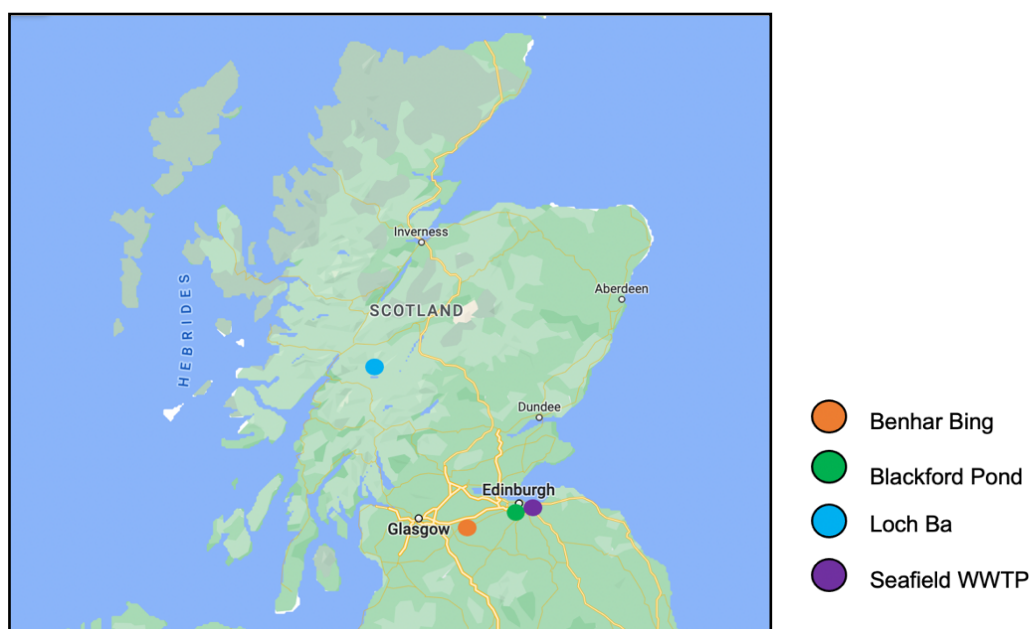 Inverness
Aberdeen
SCOTLAND
HEBRIDES
Dundee
Edinburgh
Glasgow
Benhar Bing
Blackford Pond
Loch Ba
Seafield WWTP